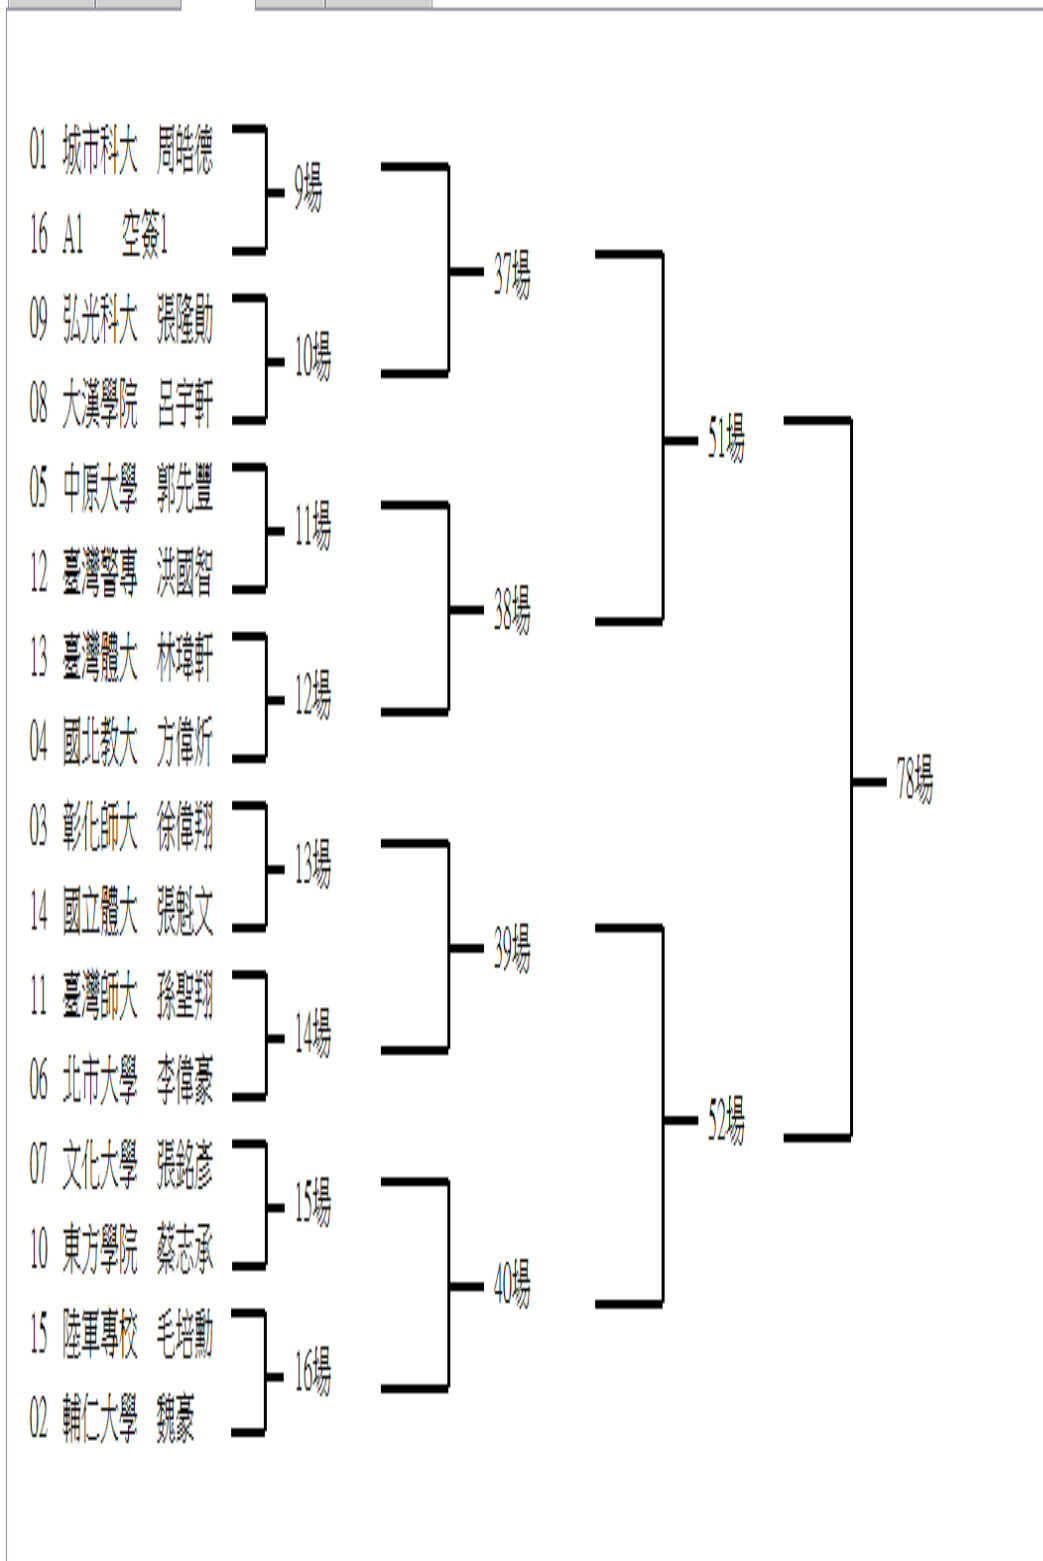 01 城市科大 周皓德
9場
16 A1 空簽1
37場
09 弘光科大 張隆勛
10場
08 大漢學院 呂宇軒
51場
05 中原大學 郭先豐
11場
12 臺灣警專 洪國智
38場
13 臺灣體大 林瑋軒
12場
04 國北教大 方偉炘
78場
03 彰化師大 徐偉翔
13場
14 國立體大 張魁文
39場
11 臺灣師大 孫聖翔
14場
06 北市大學 李偉豪
52場
07 文化大學 張銘彥
15場
10 東方學院 蔡志承
40場
15 陸軍專校 毛培勳
16場
02 輔仁大學 魏豪